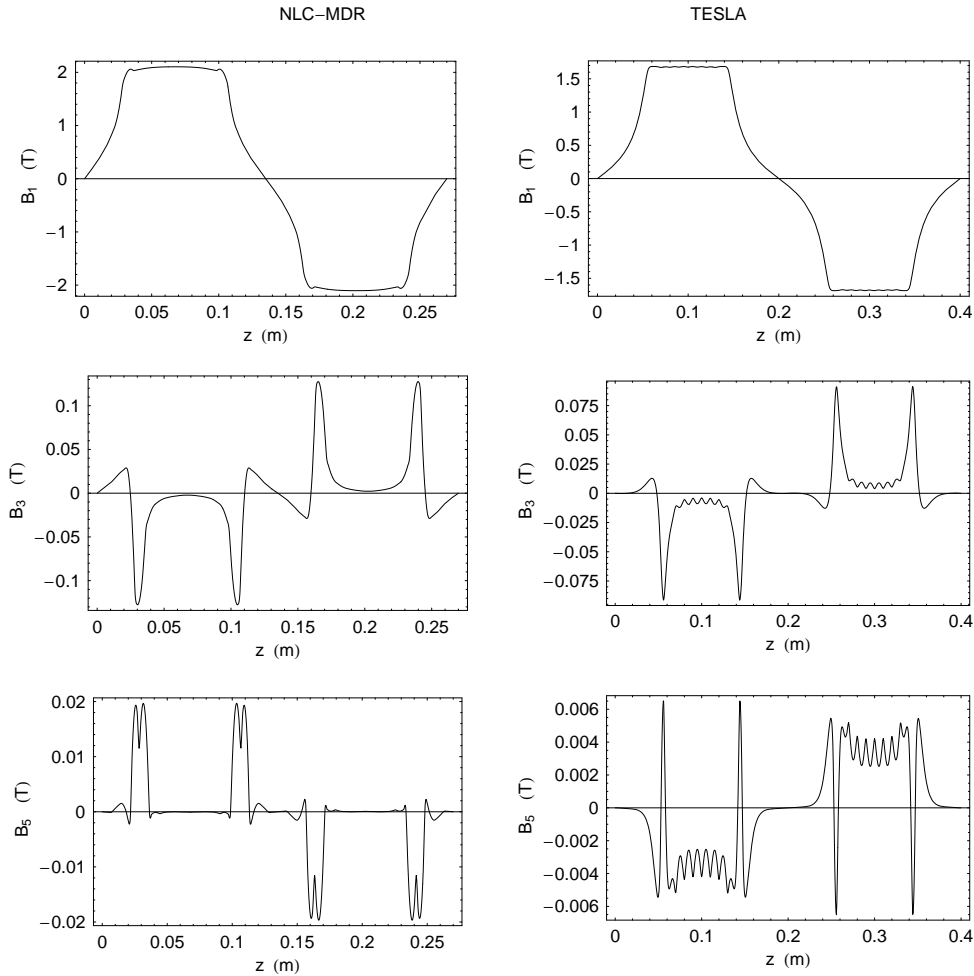 NLC−MDR
TESLA
2
1
0
−1
−2
B1 (T)
0 0.05 0.1 0.15 0.2 0.25
z (m)
1.5
1
0.5
0
−0.5
−1
−1.5
B1 (T)
0 0.1 0.2 0.3 0.4
z (m)
0.1
0.05
0
−0.05
−0.1
B3 (T)
0 0.05 0.1 0.15 0.2 0.25
z (m)
0.075
0.05
0.025
0
−0.025
−0.05
−0.075
B3 (T)
0 0.1 0.2 0.3 0.4
z (m)
0.02
0.01
0
−0.01
−0.02
B5 (T)
0 0.05 0.1 0.15 0.2 0.25
z (m)
0.006
0.004
0.002
0
−0.002
−0.004
−0.006
B5 (T)
0 0.1 0.2 0.3 0.4
z (m)